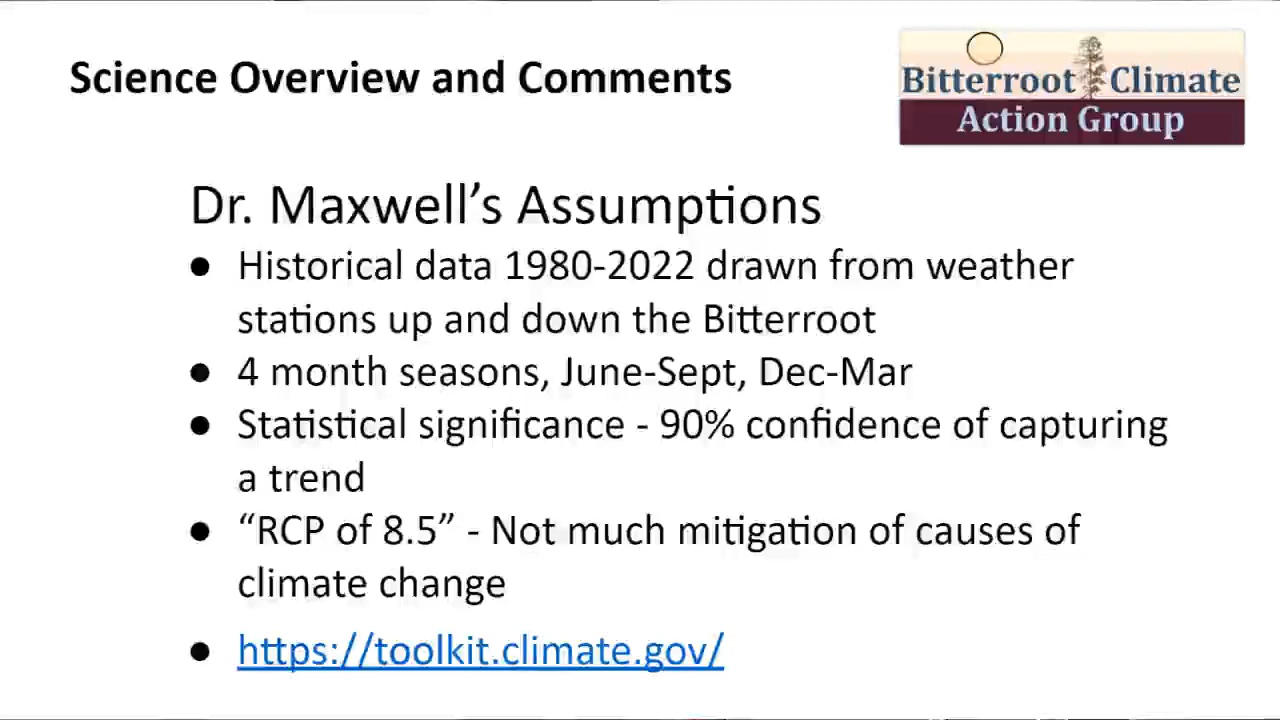 Science Overview and Comments
Bitterroot Climate
Action Group
Dr. Maxwell’s Assumptions
● Historical data 1980-2022 drawn from weather
stations up and down the Bitterroot
● 4 month seasons, June-Sept, Dec-Mar
● Statistical significance - 90% confidence of capturing
a trend
● “RCP of 8.5” - Not much mitigation of causes of
climate change
● https://toolkit.climate.gov/